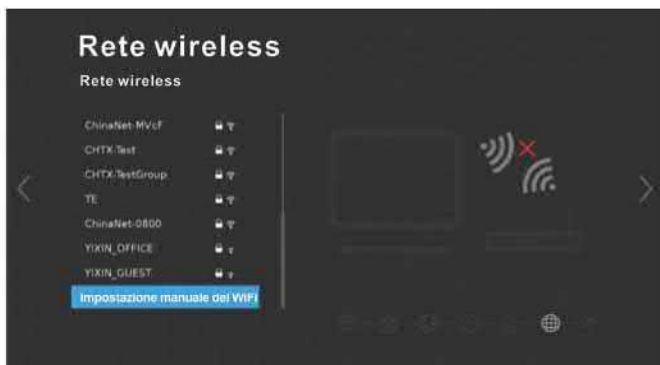 Rete wireless
Rete wireless
ChinaNet-MVcF
CHTX-Test
CHTX-TestGroup
TE
ChinaNet-0800
YIXIN_OFFICE
YIXIN_GUEST
Impostazione manuale del WiFi